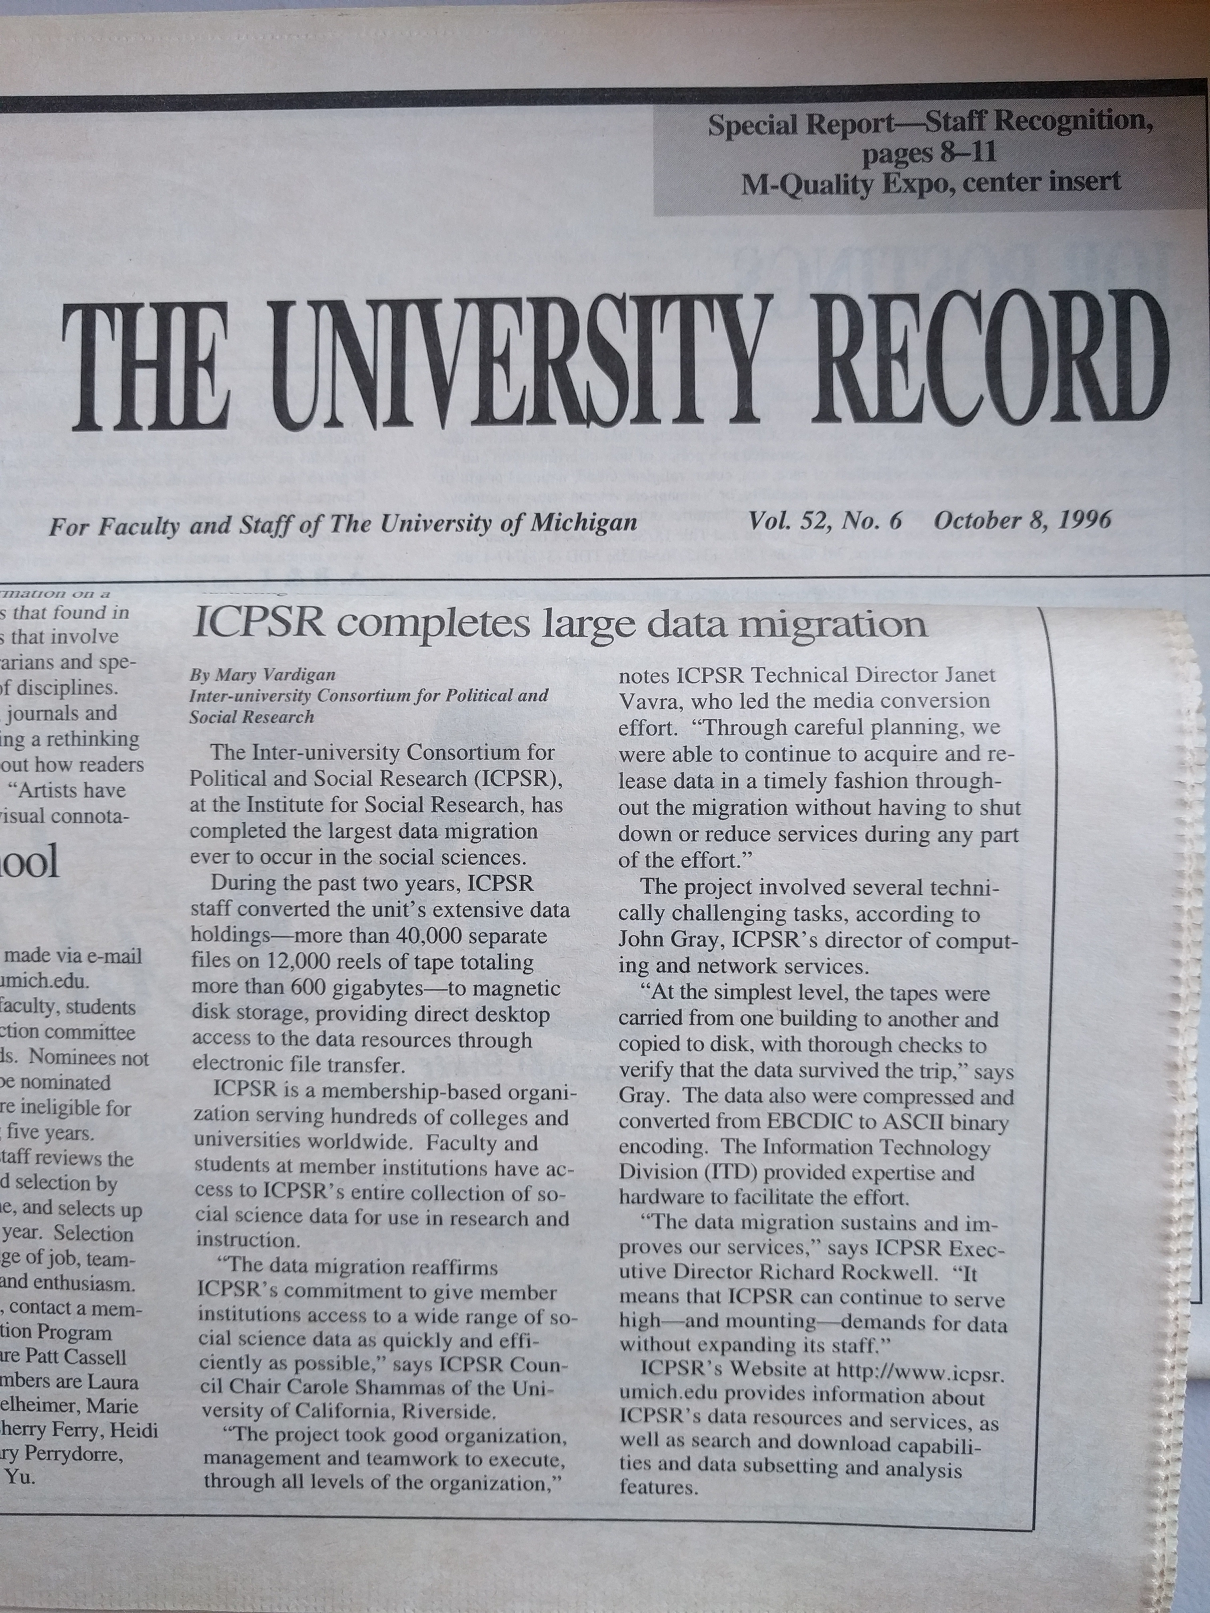 Special Report—Staff Recognition,
pages 8–11
M-Quality Expo, center insert
THE UNIVERSITY RECORD
For Faculty and Staff of The University of Michigan
Vol. 52, No. 6 October 8, 1996
on a
s that found in
s that involve
arians and spe-
of disciplines.
journals and
ing a rethinking
out how readers
“Artists have
visual connota-
ool
made via e-mail
umich.edu.
faculty, students
ction committee
ds. Nominees not
be nominated
re ineligible for
five years.
taff reviews the
d selection by
e, and selects up
year. Selection
ge of job, team-
and enthusiasm.
, contact a mem-
tion Program
are Patt Cassell
mbers are Laura
elheimer, Marie
herry Ferry, Heidi
ry Perrydorre,
Yu.
ICPSR completes large data migration
By Mary Vardigan
Inter-university Consortium for Political and
Social Research
The Inter-university Consortium for
Political and Social Research (ICPSR),
at the Institute for Social Research, has
completed the largest data migration
ever to occur in the social sciences.
During the past two years, ICPSR
staff converted the unit’s extensive data
holdings—more than 40,000 separate
files on 12,000 reels of tape totaling
more than 600 gigabytes—to magnetic
disk storage, providing direct desktop
access to the data resources through
electronic file transfer.
ICPSR is a membership-based organi-
zation serving hundreds of colleges and
universities worldwide. Faculty and
students at member institutions have ac-
cess to ICPSR’s entire collection of so-
cial science data for use in research and
instruction.
“The data migration reaffirms
ICPSR’s commitment to give member
institutions access to a wide range of so-
cial science data as quickly and effi-
ciently as possible,” says ICPSR Coun-
cil Chair Carole Shammas of the Uni-
versity of California, Riverside.
“The project took good organization,
management and teamwork to execute,
through all levels of the organization,”
notes ICPSR Technical Director Janet
Vavra, who led the media conversion
effort. “Through careful planning, we
were able to continue to acquire and re-
lease data in a timely fashion through-
out the migration without having to shut
down or reduce services during any part
of the effort.”
The project involved several techni-
cally challenging tasks, according to
John Gray, ICPSR’s director of comput-
ing and network services.
“At the simplest level, the tapes were
carried from one building to another and
copied to disk, with thorough checks to
verify that the data survived the trip,” says
Gray. The data also were compressed and
converted from EBCDIC to ASCII binary
encoding. The Information Technology
Division (ITD) provided expertise and
hardware to facilitate the effort.
“The data migration sustains and im-
proves our services,” says ICPSR Exec-
utive Director Richard Rockwell. “It
means that ICPSR can continue to serve
high—and mounting—demands for data
without expanding its staff.”
ICPSR’s Website at http://www.icpsr.
umich.edu provides information about
ICPSR’s data resources and services, as
well as search and download capabili-
ties and data subsetting and analysis
features.